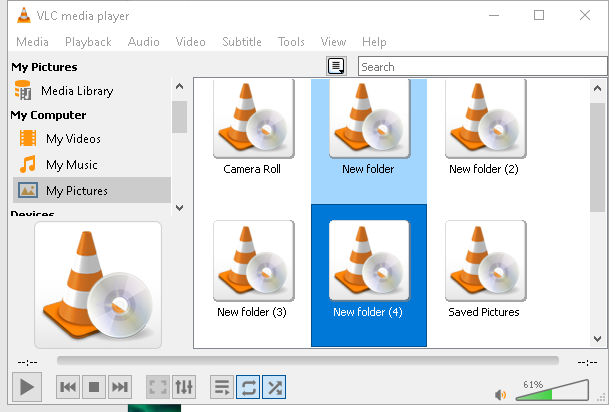 VLC media player
Media Playback Audio Video Subtitle Tools View Help
My Pictures
Search
Media Library
My Computer
My Videos
My Music
My Pictures
Devices
Camera Roll New folder New folder (2)
New folder (3) New folder (4) Saved Pictures
--:-- --:--
61%